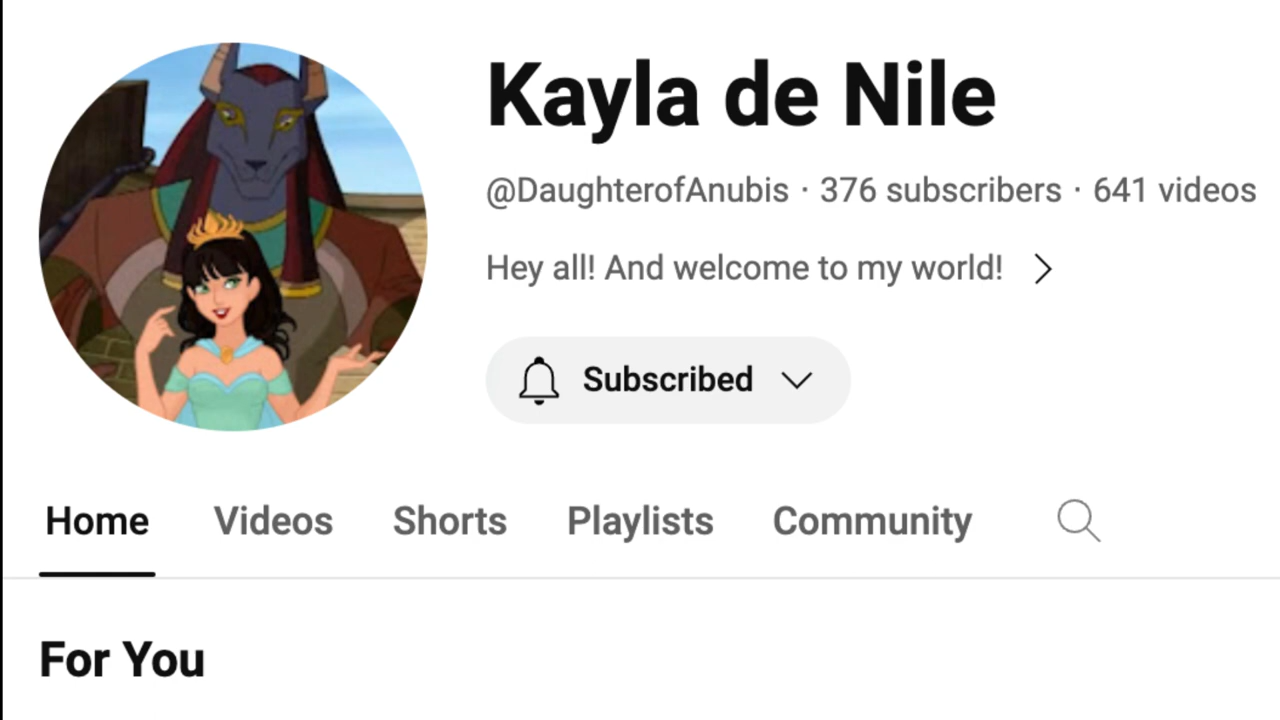 Kayla de Nile
@DaughterofAnubis · 376 subscribers · 641 videos
Hey all! And welcome to my world!
Subscribed
Home Videos Shorts Playlists Community
For You